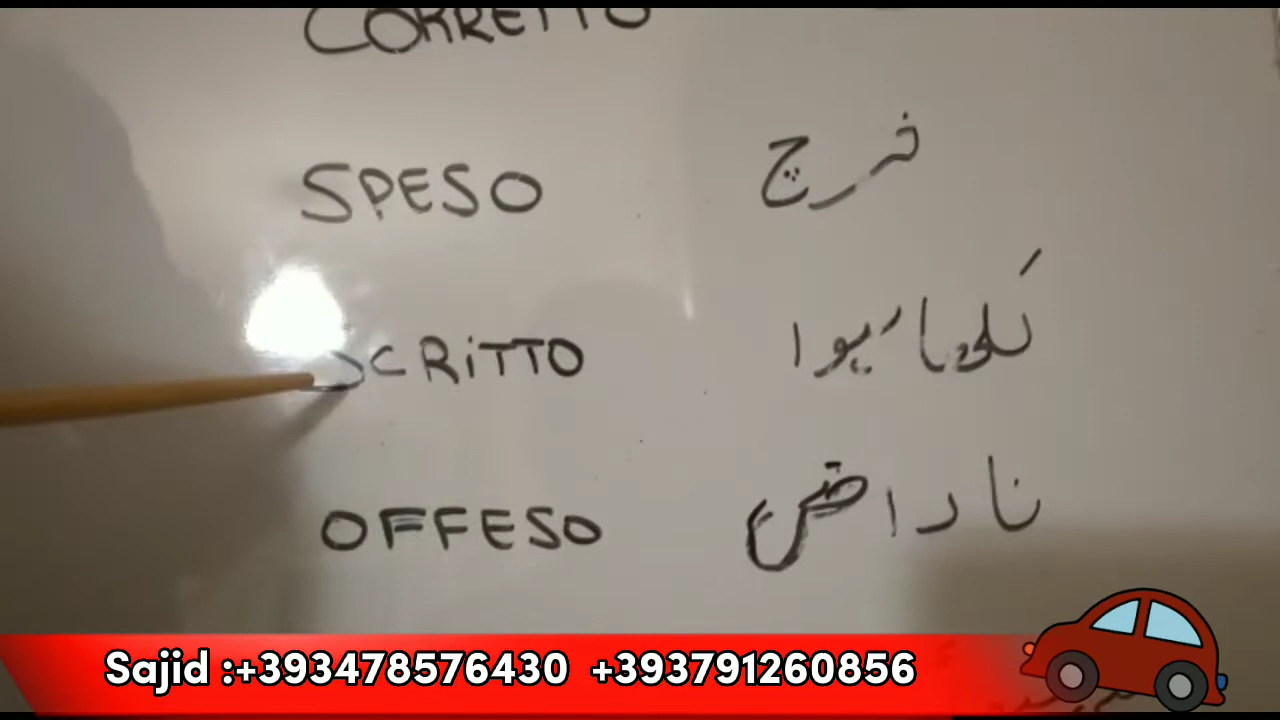 CORRETTO
SPESO خرچ
SCRITTO لکھا ہوا
OFFESO ناراض
Sajid :+393478576430 +393791260856